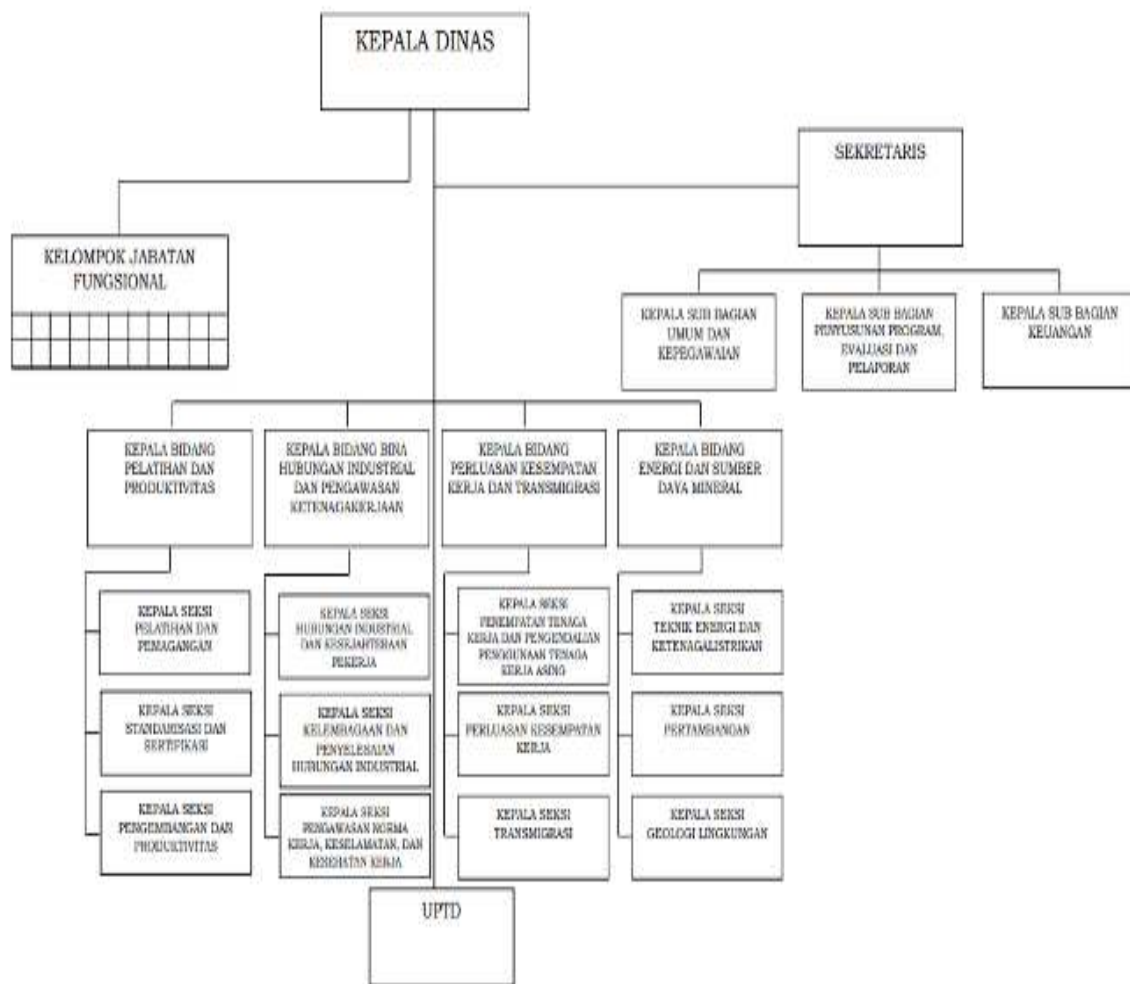 KEPALA DINAS
SEKRETARIS
KELOMPOK JABATAN
FUNGSIONAL
KEPALA SUB BAGIAN
UMUM DAN
KEPEGAWAIAN
KEPALA SUB BAGIAN
PENYUSUNAN PROGRAM,
EVALUASI DAN
PELAPORAN
KEPALA SUB BAGIAN
KEUANGAN
KEPALA BIDANG
PELATIHAN DAN
PRODUKTIVITAS
KEPALA BIDANG BINA
HUBUNGAN INDUSTRIAL
DAN PENGAWASAN
KETENAGAKERJAAN
KEPALA BIDANG
PERLUASAN KESEMPATAN
KERJA DAN TRANSMIGRASI
KEPALA BIDANG
ENERGI DAN SUMBER
DAYA MINERAL
KEPALA SEKSI
PELATIHAN DAN
PEMAGANGAN
KEPALA SEKSI
HUBUNGAN INDUSTRIAL
DAN KESEJAHTERAAN
PEKERJA
KEPALA SEKSI
PENEMPATAN TENAGA
KERJA DAN PENGENDALIAN
PENGGUNAAN TENAGA
KERJA ASING
KEPALA SEKSI
TEKNIK ENERGI DAN
KETENAGALISTRIKAN
KEPALA SEKSI
STANDARISASI DAN
SERTIFIKASI
KEPALA SEKSI
KELEMBAGAAN DAN
PENYELESAIAN
HUBUNGAN INDUSTRIAL
KEPALA SEKSI
PERLUASAN KESEMPATAN
KERJA
KEPALA SEKSI
PERTAMBANGAN
KEPALA SEKSI
PENGEMBANGAN DAN
PRODUKTIVITAS
KEPALA SEKSI
PENGAWASAN NORMA
KERJA, KESELAMATAN, DAN
KESEHATAN KERJA
KEPALA SEKSI
TRANSMIGRASI
KEPALA SEKSI
GEOLOGI LINGKUNGAN
UPTD